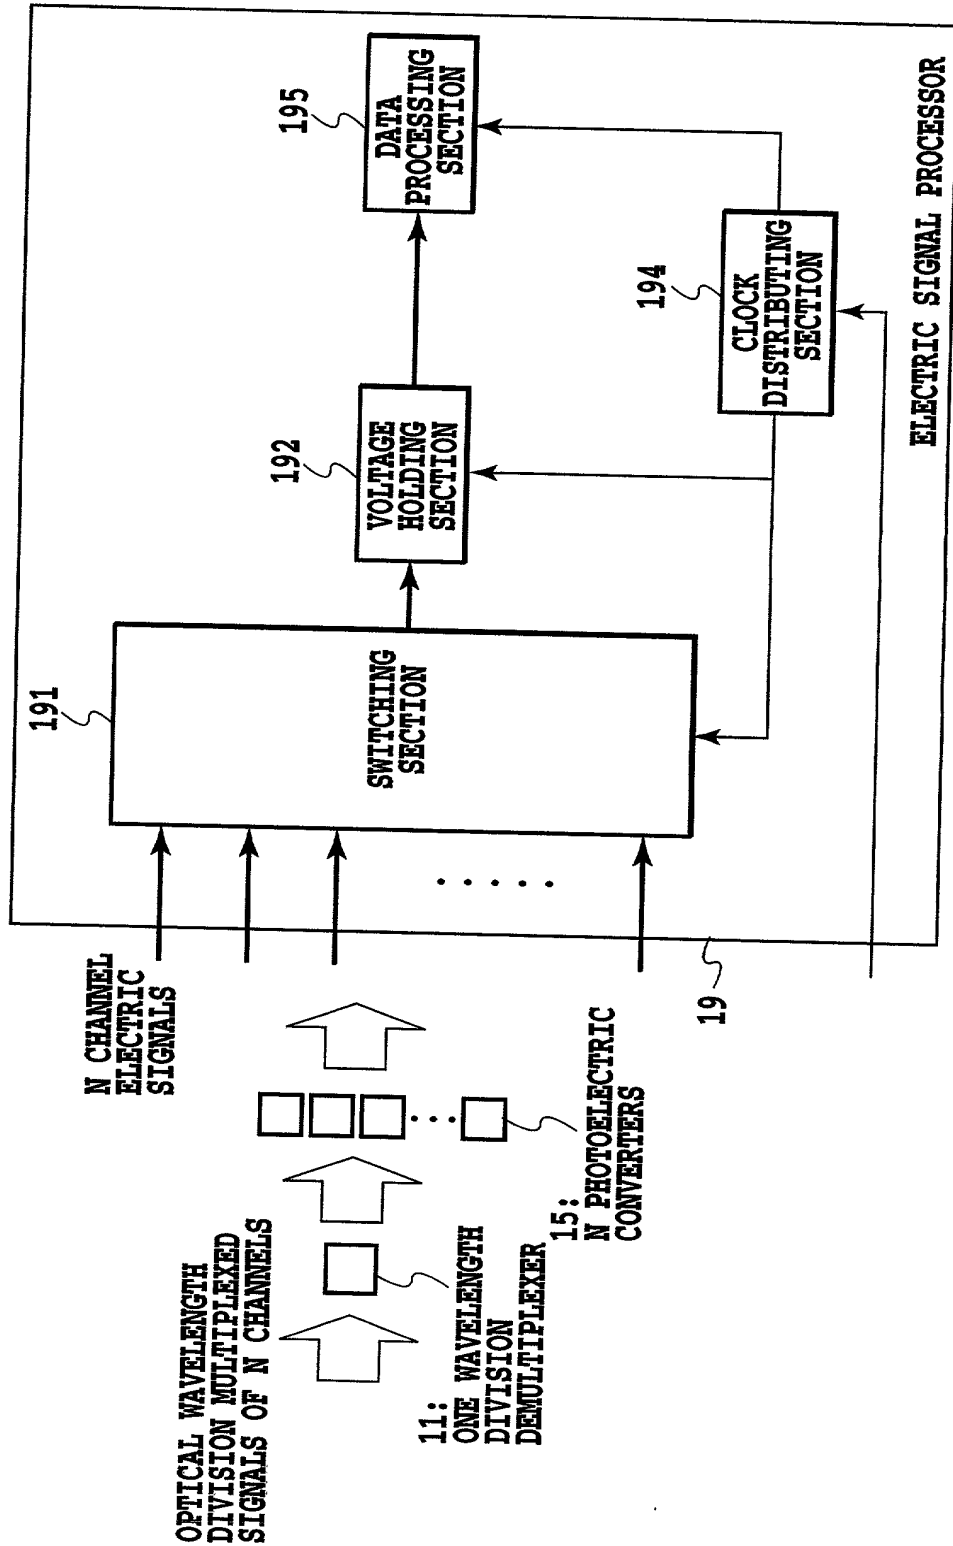 OPTICAL WAVELENGTH
DIVISION MULTIPLEXED
SIGNALS OF N CHANNELS
11:
ONE WAVELENGTH
DIVISION
DEMULTIPLEXER
15:
N PHOTOELECTRIC
CONVERTERS
N CHANNEL
ELECTRIC
SIGNALS
19
191
SWITCHING
SECTION
192
VOLTAGE
HOLDING
SECTION
195
DATA
PROCESSING
SECTION
194
CLOCK
DISTRIBUTING
SECTION
ELECTRIC SIGNAL PROCESSOR